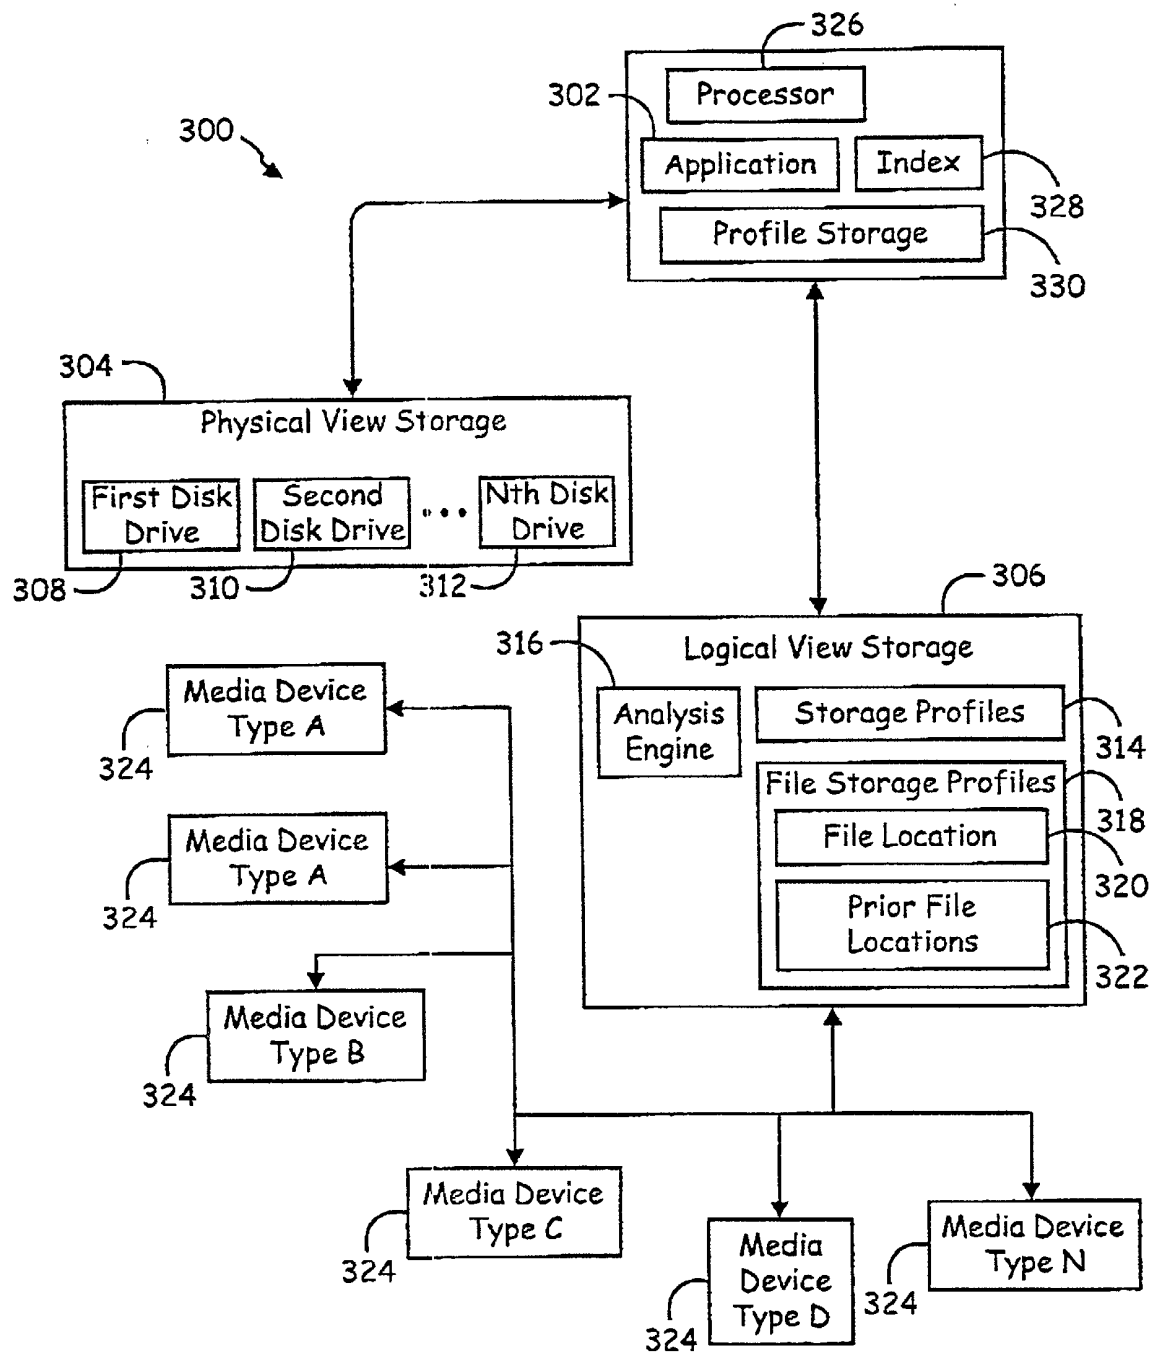 326
Processor
302
300
Application
Index
328
Profile Storage
330
304
Physical View Storage
First Disk
Drive
Second
Disk Drive
Nth Disk
Drive
308
310
312
306
316
Logical View Storage
Analysis
Engine
Storage Profiles
314
File Storage Profiles
318
File Location
320
Prior File
Locations
322
Media Device
Type A
324
Media Device
Type A
324
Media Device
Type B
324
Media Device
Type C
324
Media
Device
Type D
324
Media Device
Type N
324